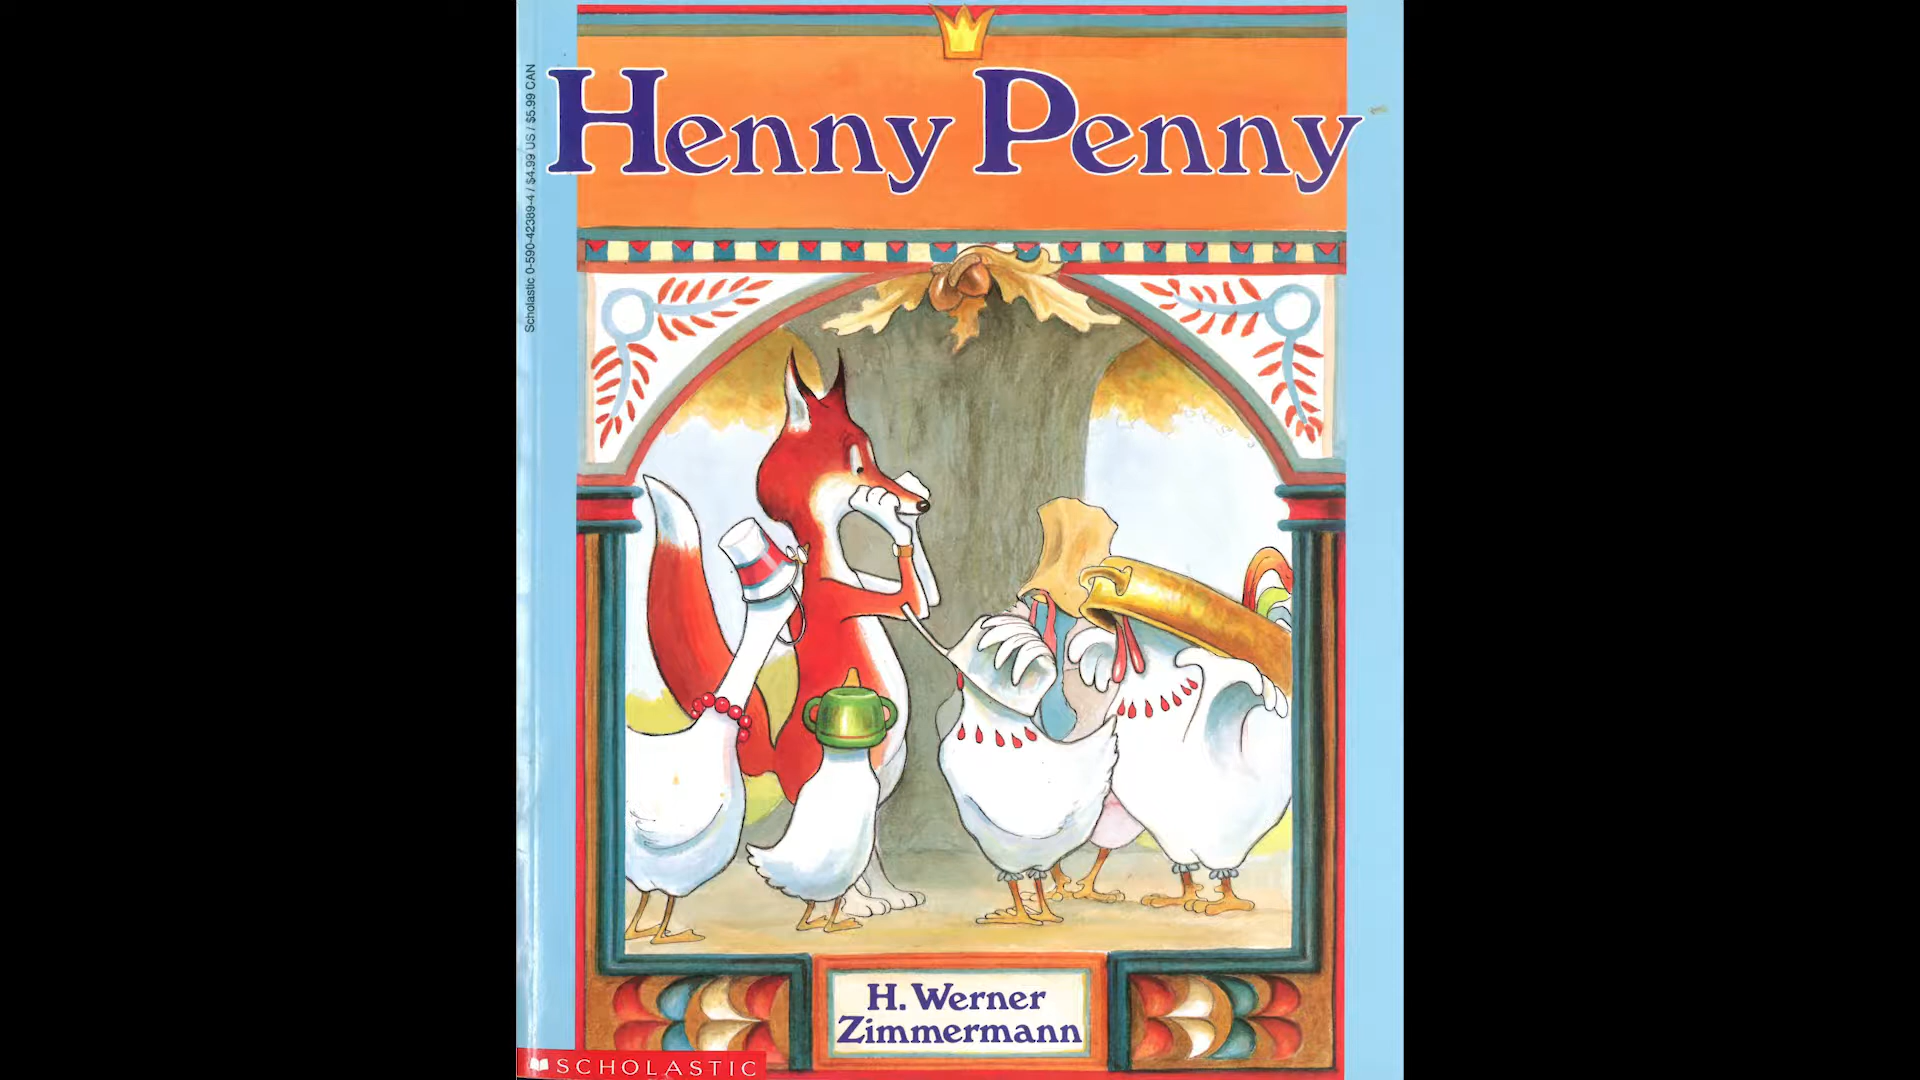 Henny Penny
Scholastic 0-590-42389-4 / $4.99 US / $5.99 CAN
H. Werner
Zimmermann
SCHOLASTIC